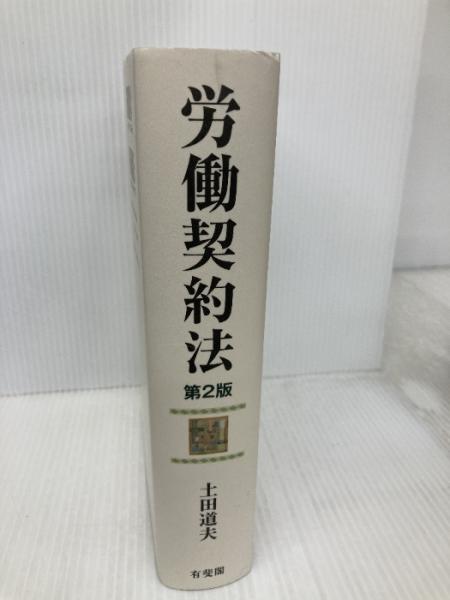 労働契約法
第2版
土田道夫
有斐閣